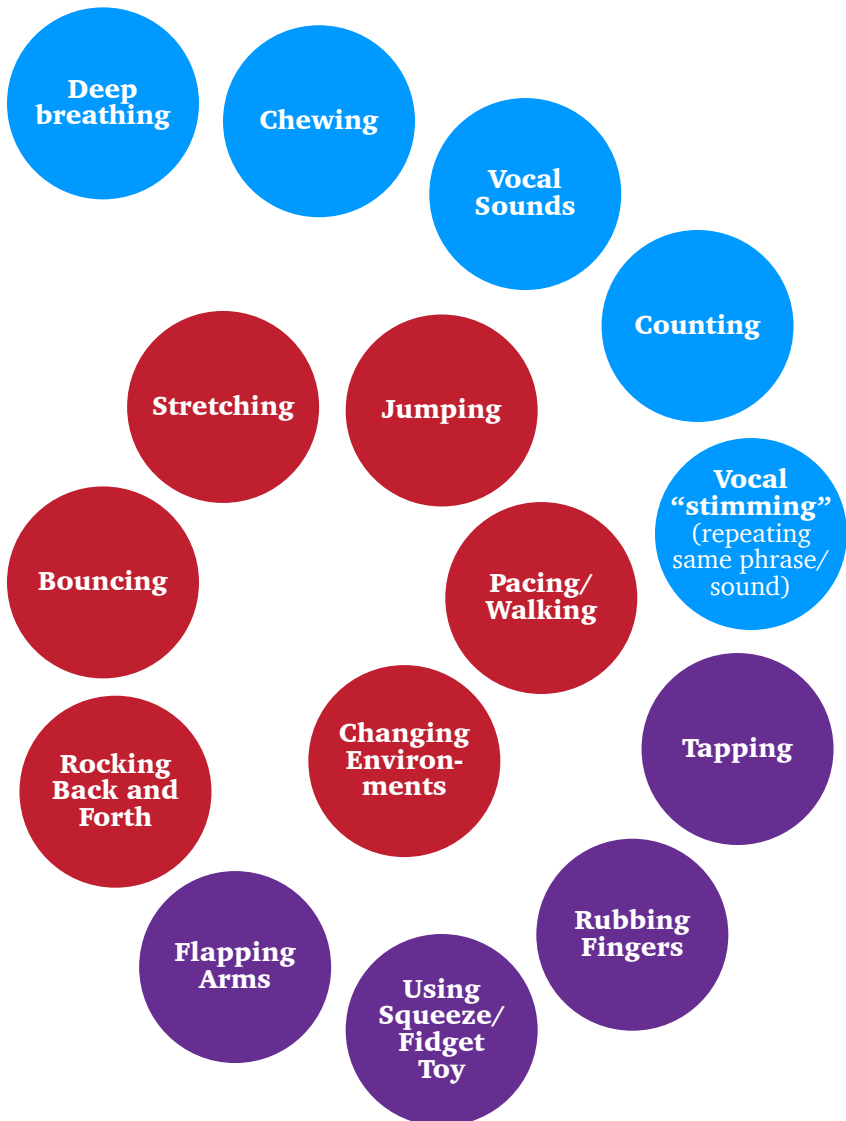 Deep
breathing
Chewing
Vocal
Sounds
Counting
Stretching
Jumping
Vocal
“stimming”
(repeating
same phrase/
sound)
Bouncing
Pacing/
Walking
Changing
Environ-
ments
Tapping
Rocking
Back and
Forth
Rubbing
Fingers
Flapping
Arms
Using
Squeeze/
Fidget
Toy